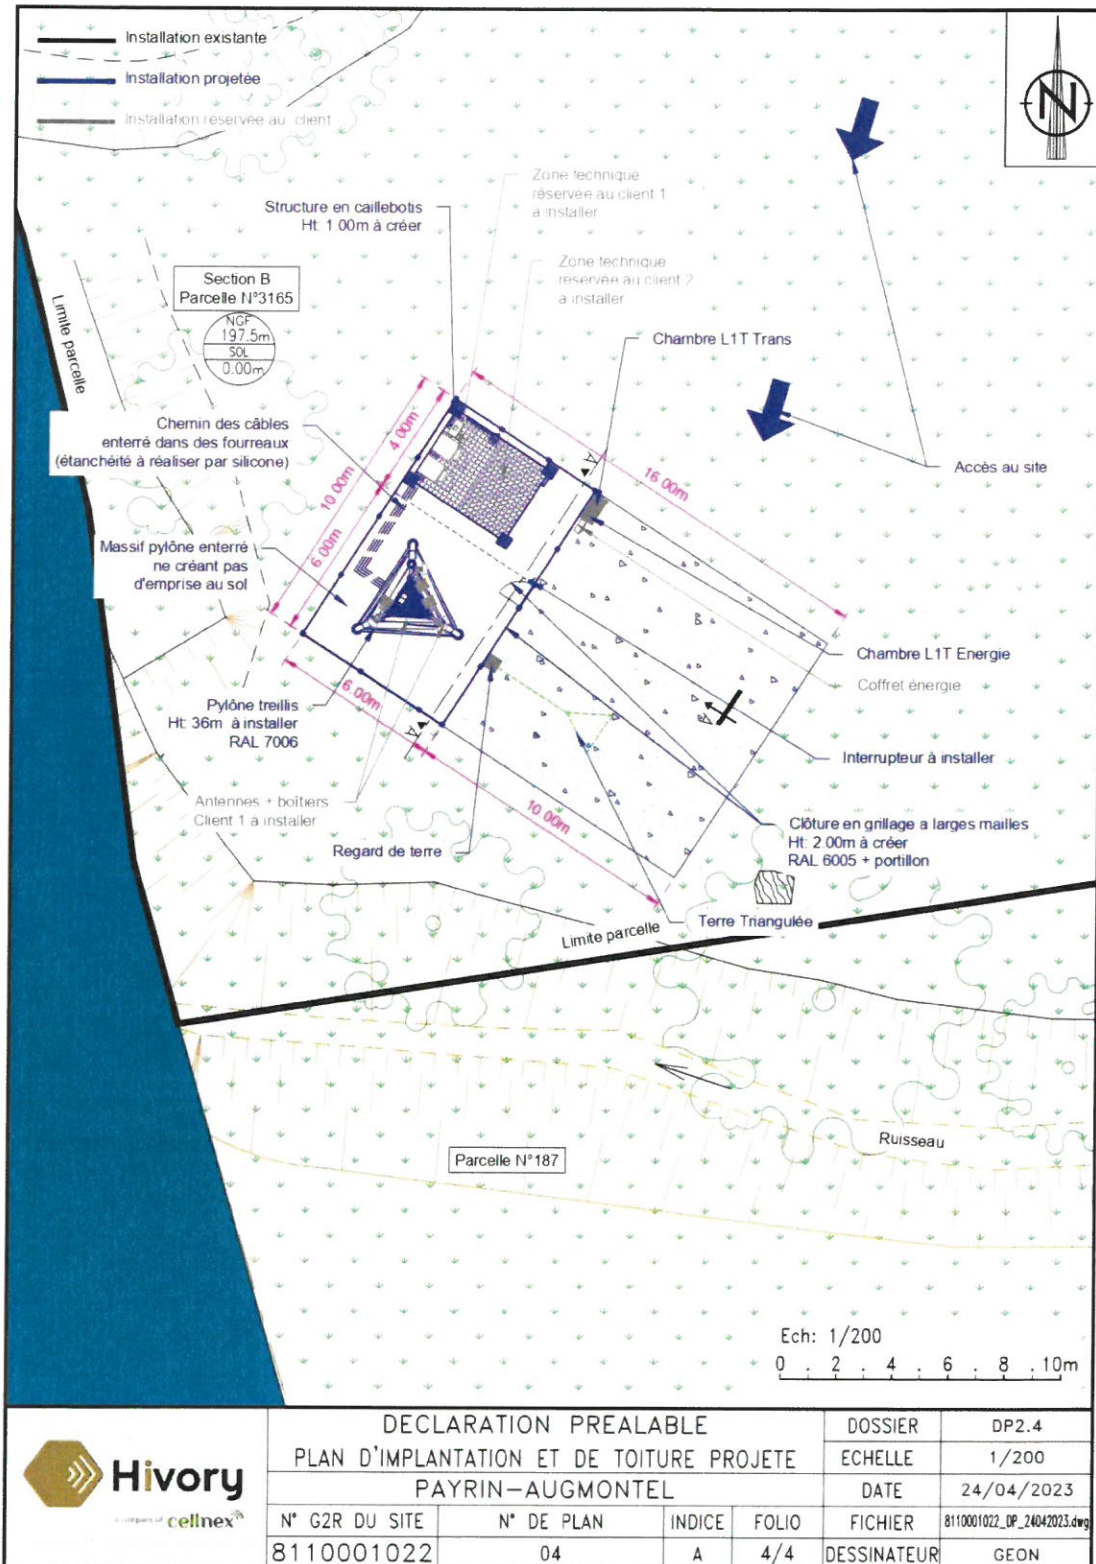 Installation existante
Installation projetée
Installation réservée au client
N
Zone technique
réservée au client 1
à installer
Structure en caillebotis
Ht: 1.00m à créer
Zone technique
réservée au client 2
à installer
Section B
Parcelle N°3165
NGF
197.5m
SOL
0.00m
Limite parcelle
Chambre L1T Trans
Chemin des câbles
enterré dans des fourreaux
(étanchéité à réaliser par silicone)
4.00m
10.00m
6.00m
A
16.00m
Accès au site
Massif pylône enterré
ne créant pas
d'emprise au sol
Chambre L1T Energie
Coffret énergie
A
6.00m
Pylône treillis
Ht: 36m à installer
RAL 7006
A
Interrupteur à installer
Antennes + boîtiers
Client 1 à installer
10.00m
Regard de terre
Clôture en grillage a larges mailles
Ht: 2.00m à créer
RAL 6005 + portillon
Terre Triangulée
Limite parcelle
Ruisseau
Parcelle N°187
Ech: 1/200
0 . 2 . 4 . 6 . 8 . 10m
Hivory
a company of cellnex
DECLARATION PREALABLE
PLAN D'IMPLANTATION ET DE TOITURE PROJETE
PAYRIN-AUGMONTEL
N° G2R DU SITE
N° DE PLAN
INDICE
FOLIO
8110001022
04
A
4/4
DOSSIER
DP2.4
ECHELLE
1/200
DATE
24/04/2023
FICHIER
8110001022_DP_24042023.dwg
DESSINATEUR
GEON